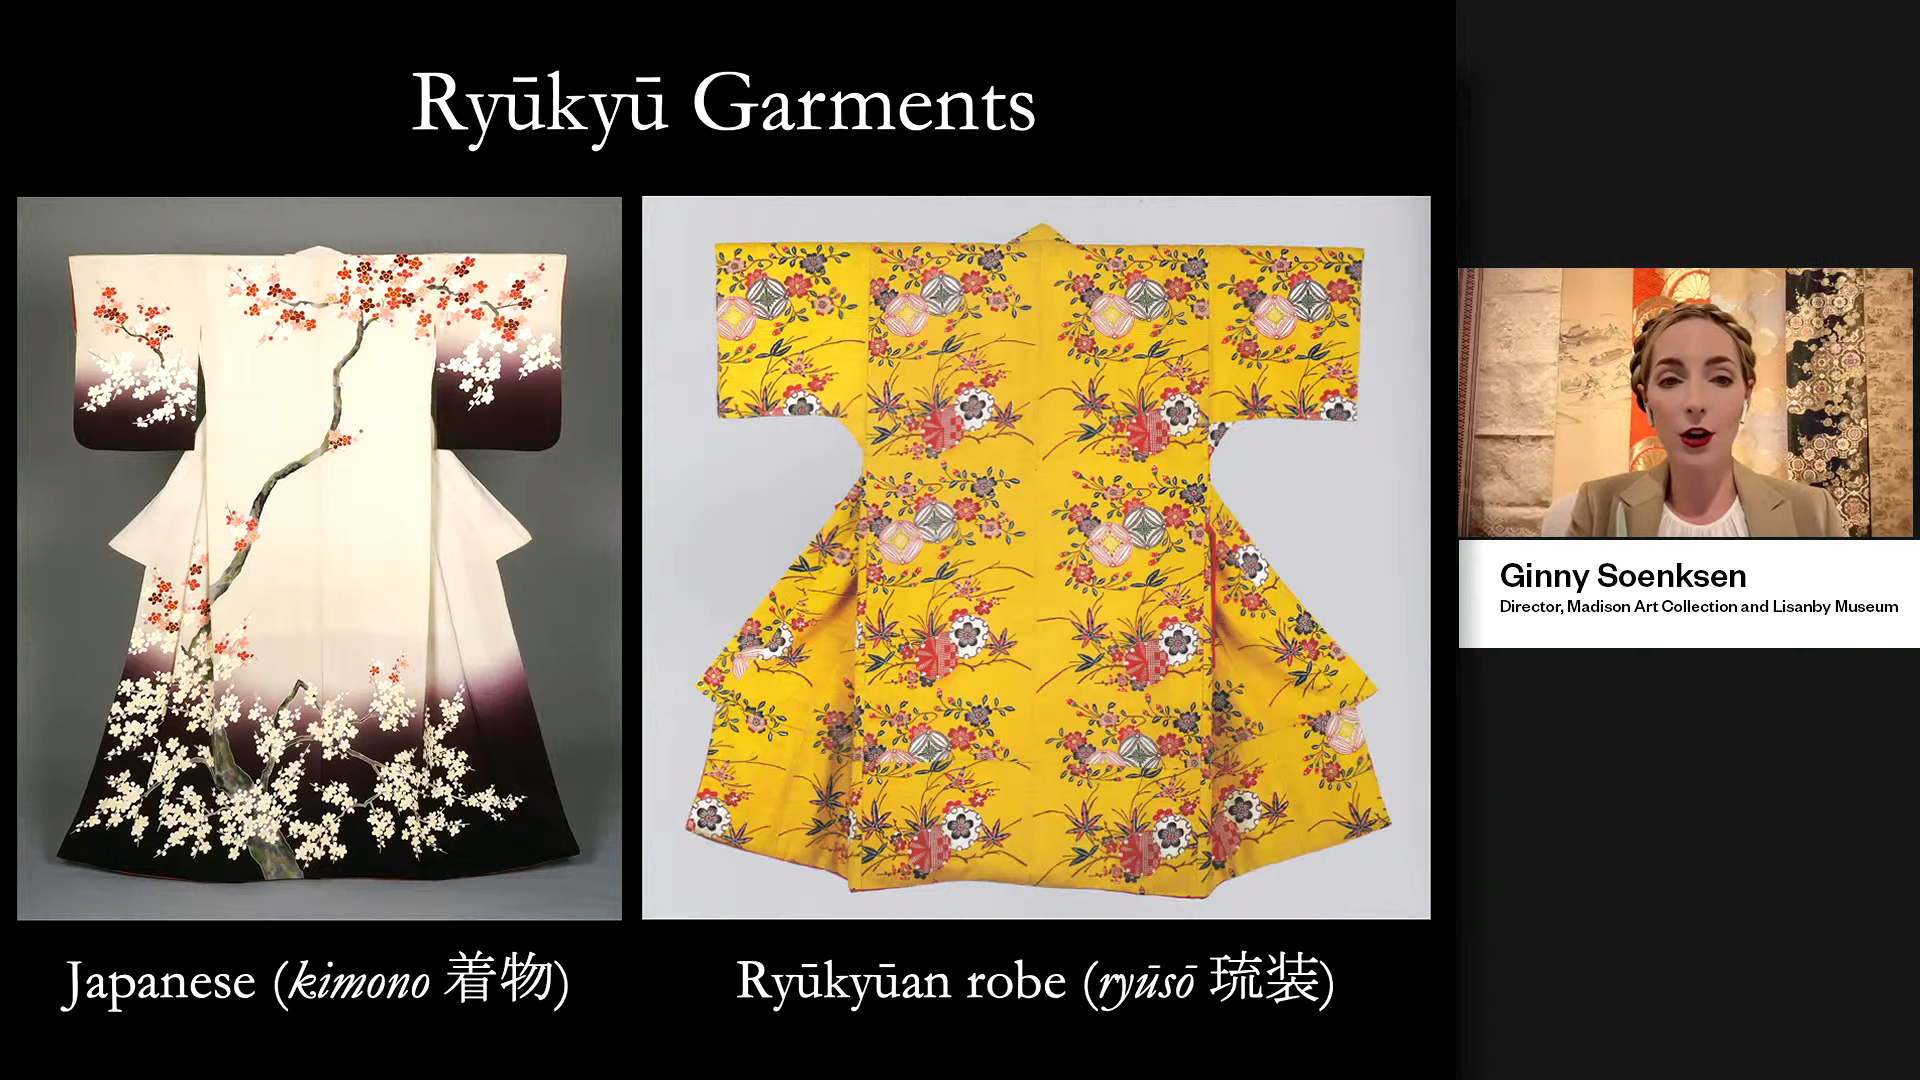 Ryūkyū Garments
Japanese (kimono 着物)
Ryūkyūan robe (ryūsō 琉装)
Ginny Soenksen
Director, Madison Art Collection and Lisanby Museum